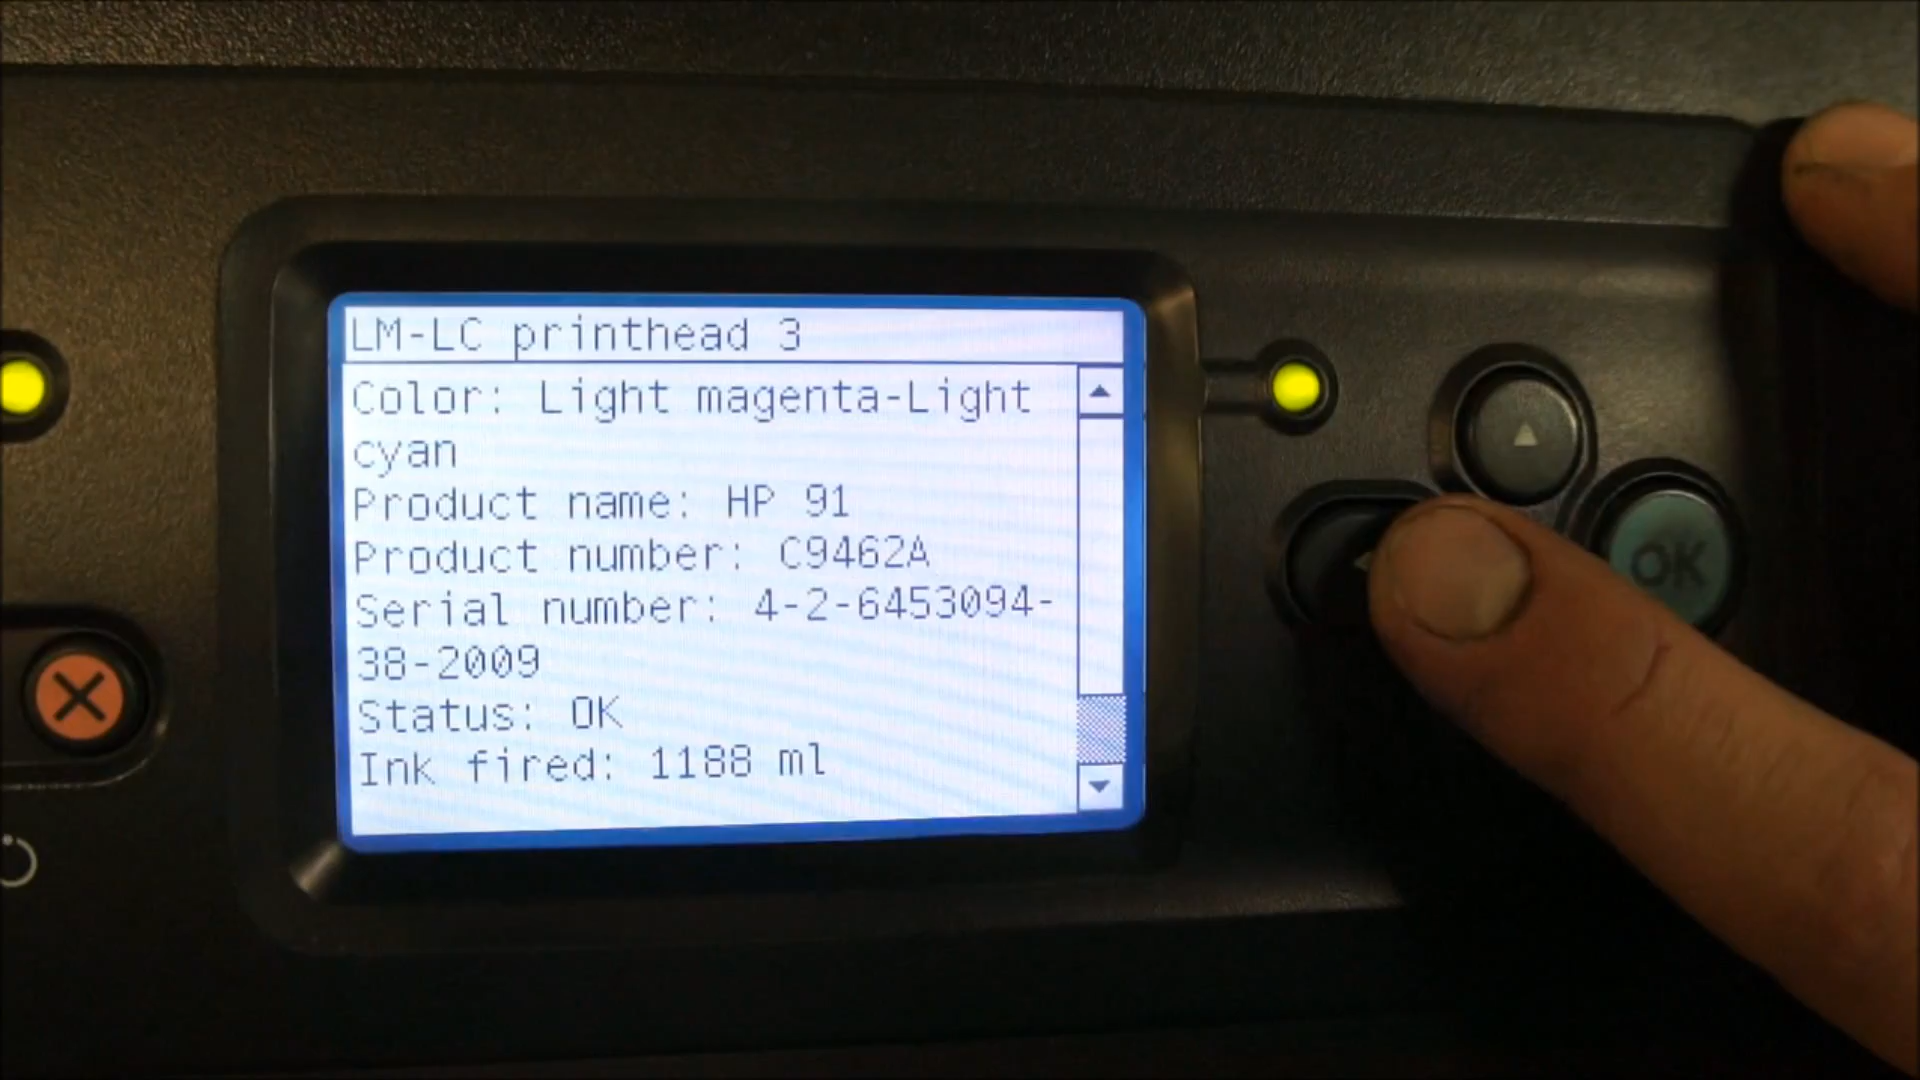 LM-LC printhead 3
Color: Light magenta-Light
cyan
Product name: HP 91
Product number: C9462A
Serial number: 4-2-6453094-
38-2009
Status: OK
Ink fired: 1188 ml
OK